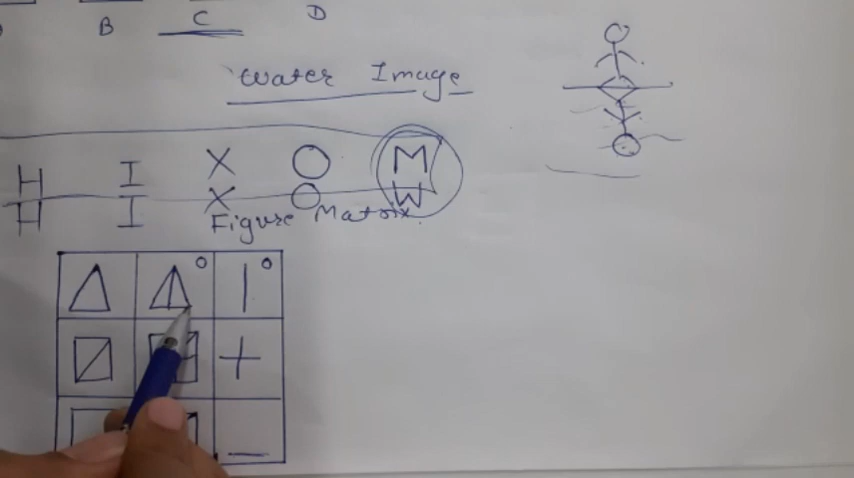 B C D
Water Image
H I X O M
H I X O W
Figure Matrix